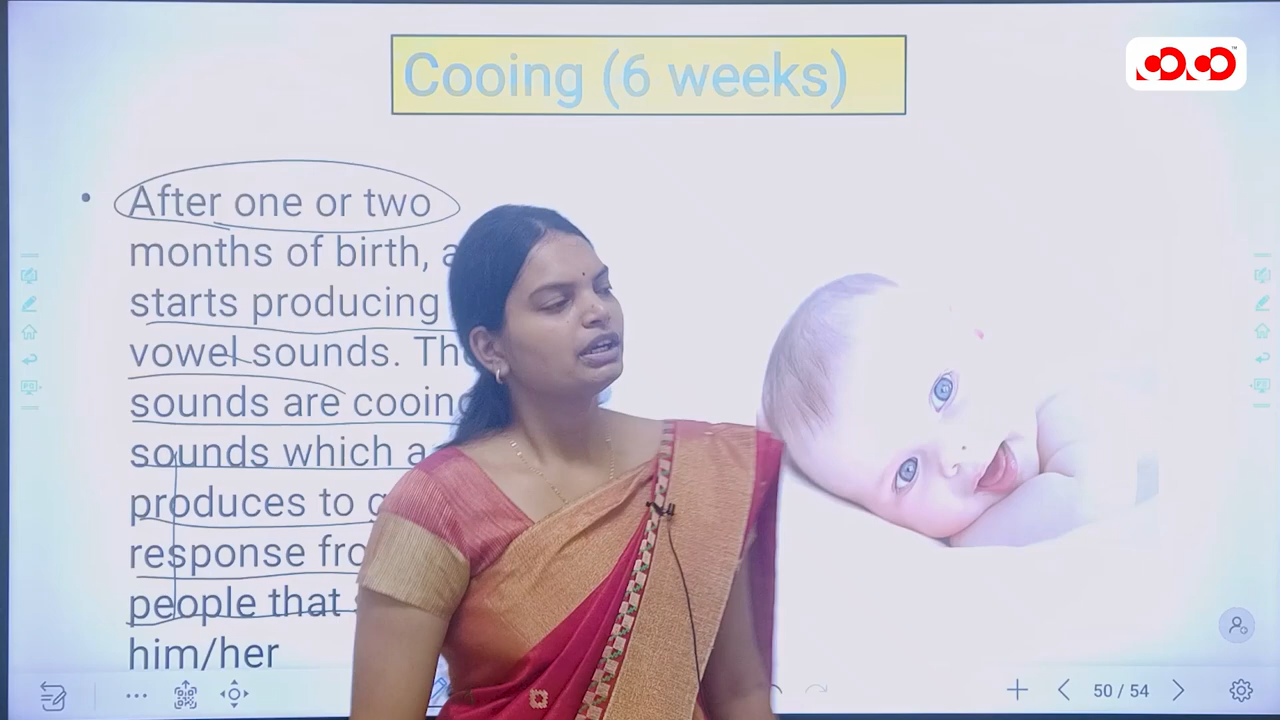 Cooing (6 weeks)
After one or two
months of birth, a
starts producing
vowel sounds. Th
sounds are cooing
sounds which a
produces to g
response fro
people that
him/her
50 / 54